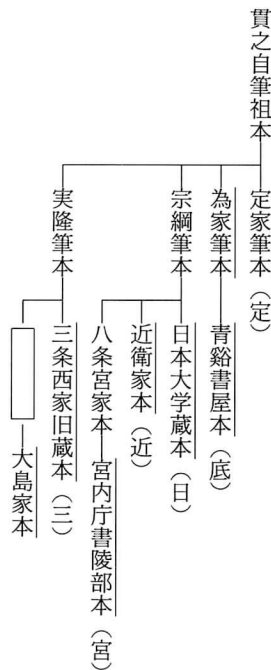 貫之自筆祖本
定家筆本（定）
為家筆本
青谿書屋本（底）
宗綱筆本
日本大学蔵本（日）
近衛家本（近）
八条宮家本
宮内庁書陵部本（宮）
実隆筆本
三条西家旧蔵本（三）
大島家本